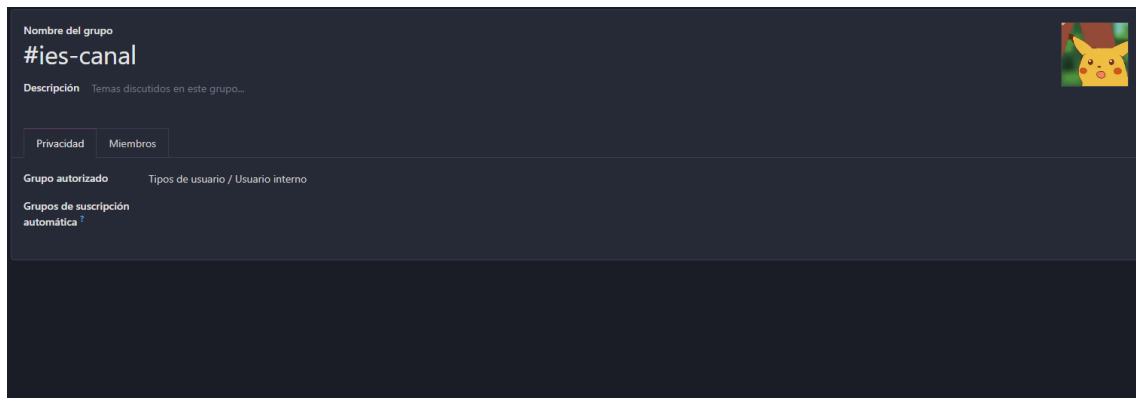 Nombre del grupo
#ies-canal
Descripción Temas discutidos en este grupo...
Privacidad Miembros
Grupo autorizado Tipos de usuario / Usuario interno
Grupos de suscripción
automática ?